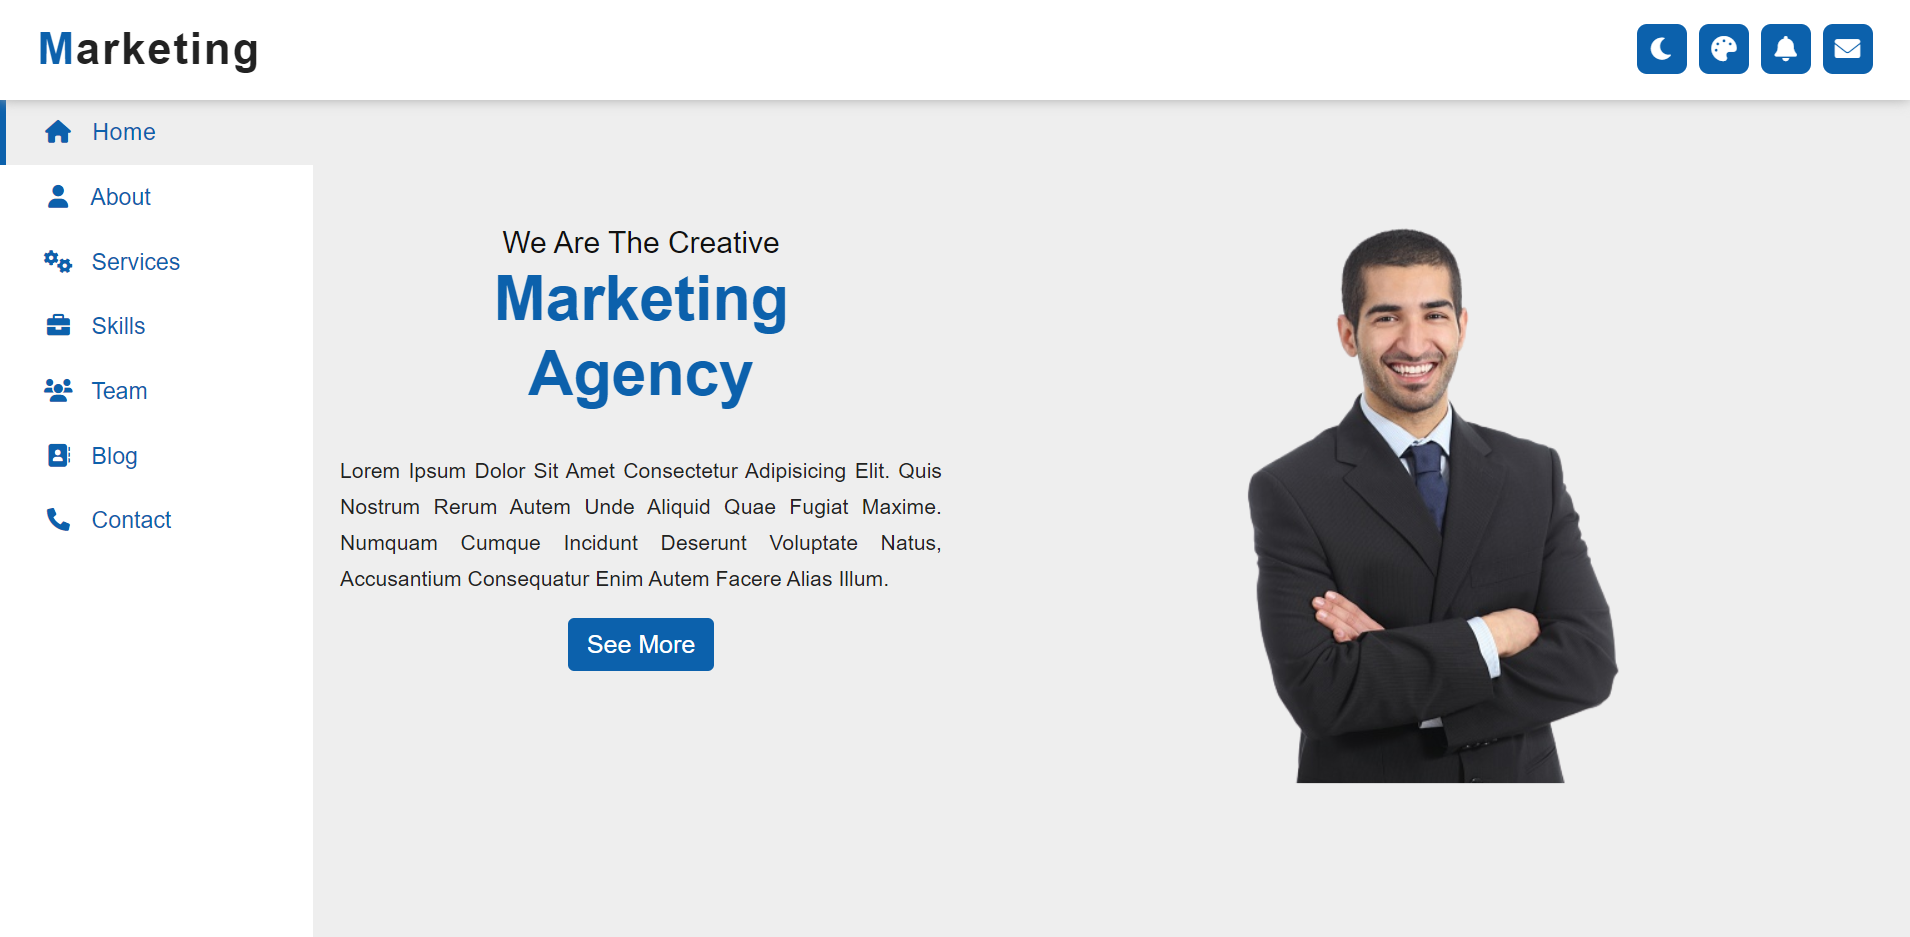 Marketing
Home
About
Services
Skills
Team
Blog
Contact
We Are The Creative
Marketing
Agency
Lorem Ipsum Dolor Sit Amet Consectetur Adipisicing Elit. Quis
Nostrum Rerum Autem Unde Aliquid Quae Fugiat Maxime.
Numquam Cumque Incidunt Deserunt Voluptate Natus,
Accusantium Consequatur Enim Autem Facere Alias Illum.
See More